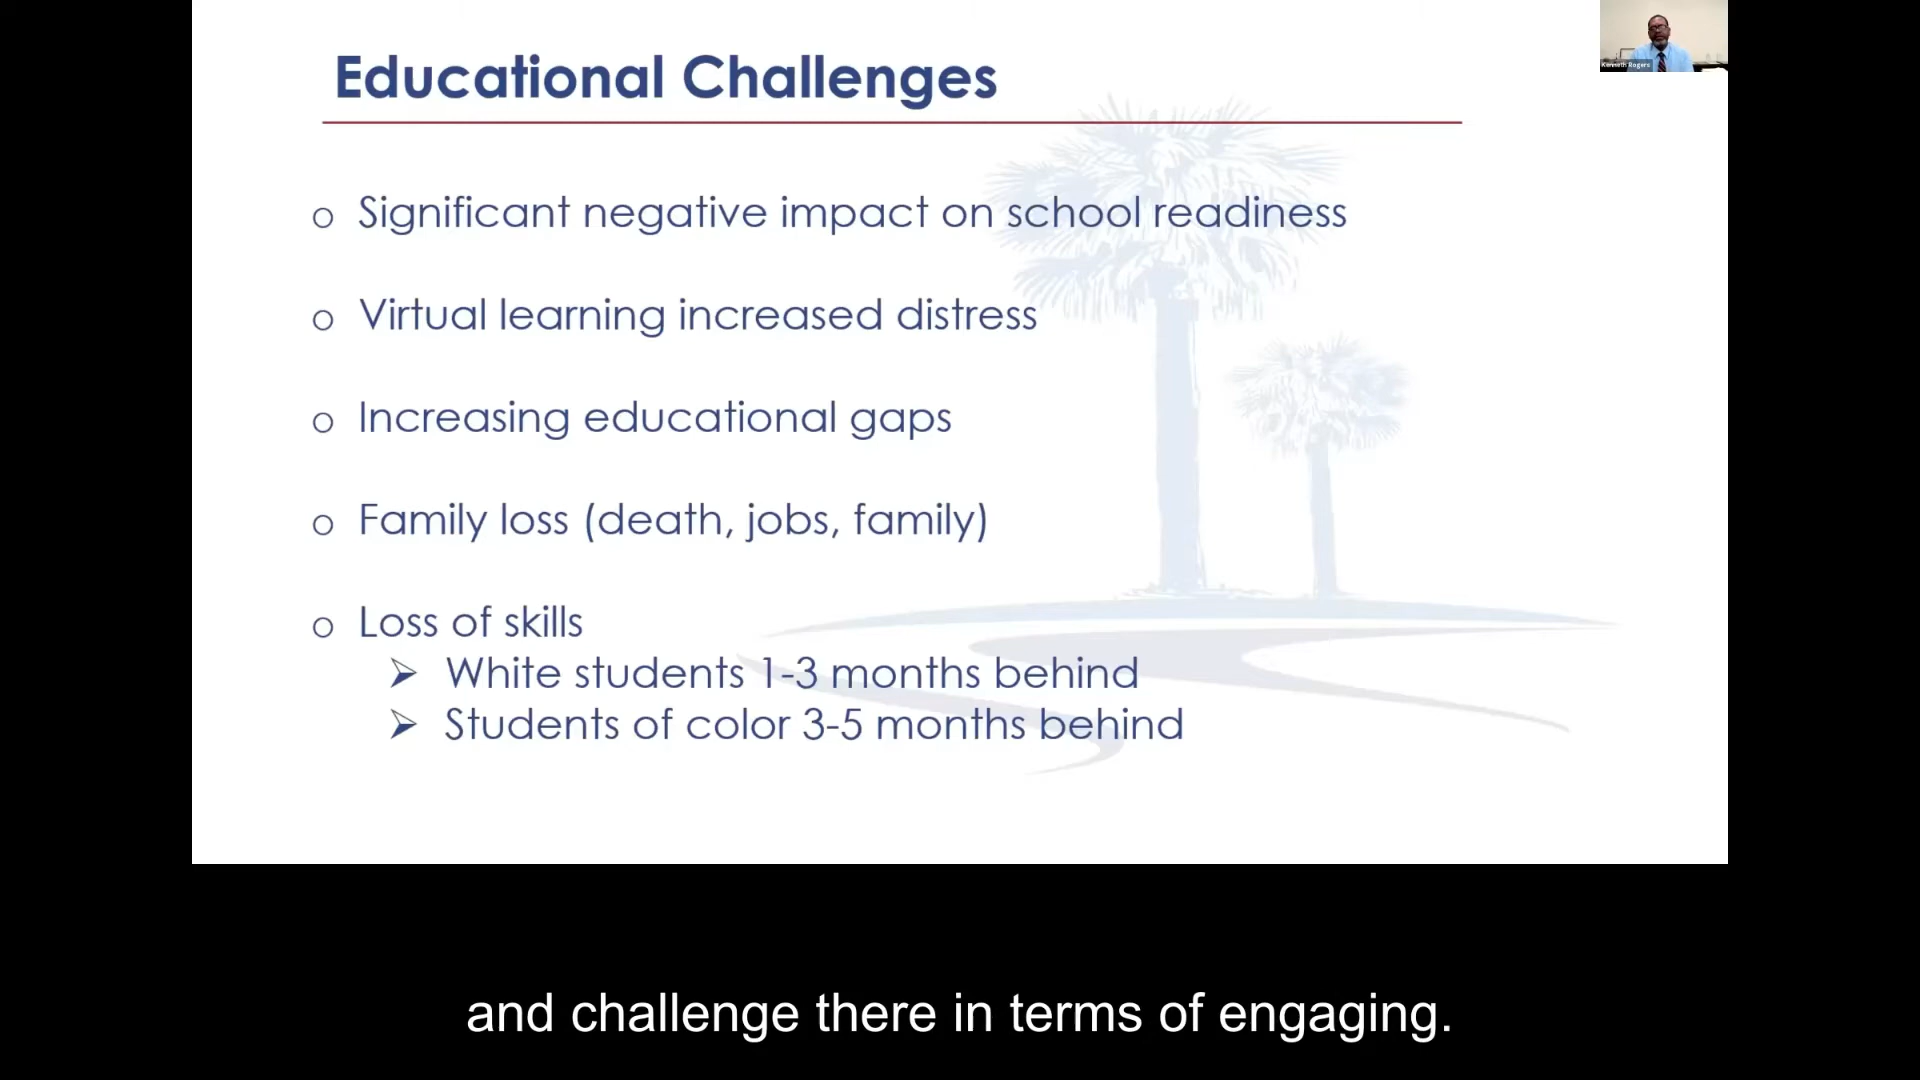 Educational Challenges
Kenneth Rogers
o Significant negative impact on school readiness
o Virtual learning increased distress
o Increasing educational gaps
o Family loss (death, jobs, family)
o Loss of skills
➢ White students 1-3 months behind
➢ Students of color 3-5 months behind
and challenge there in terms of engaging.